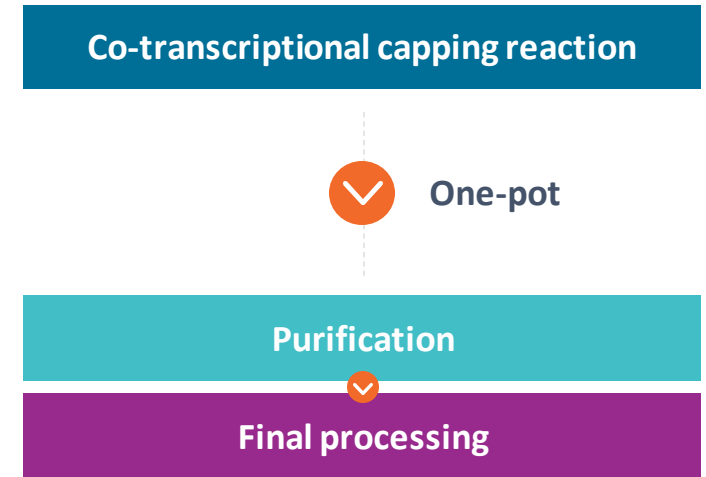 Co-transcriptional capping reaction
One-pot
Purification
Final processing